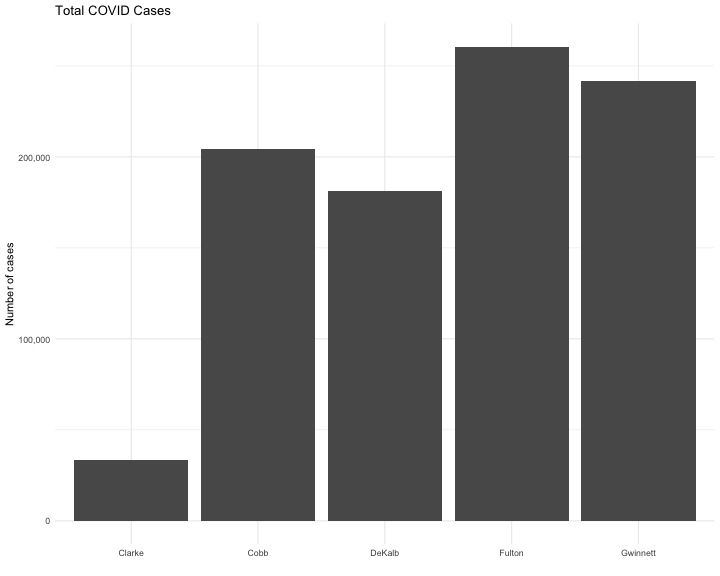 Total COVID Cases
Number of cases
200,000
100,000
0
Clarke Cobb DeKalb Fulton Gwinnett